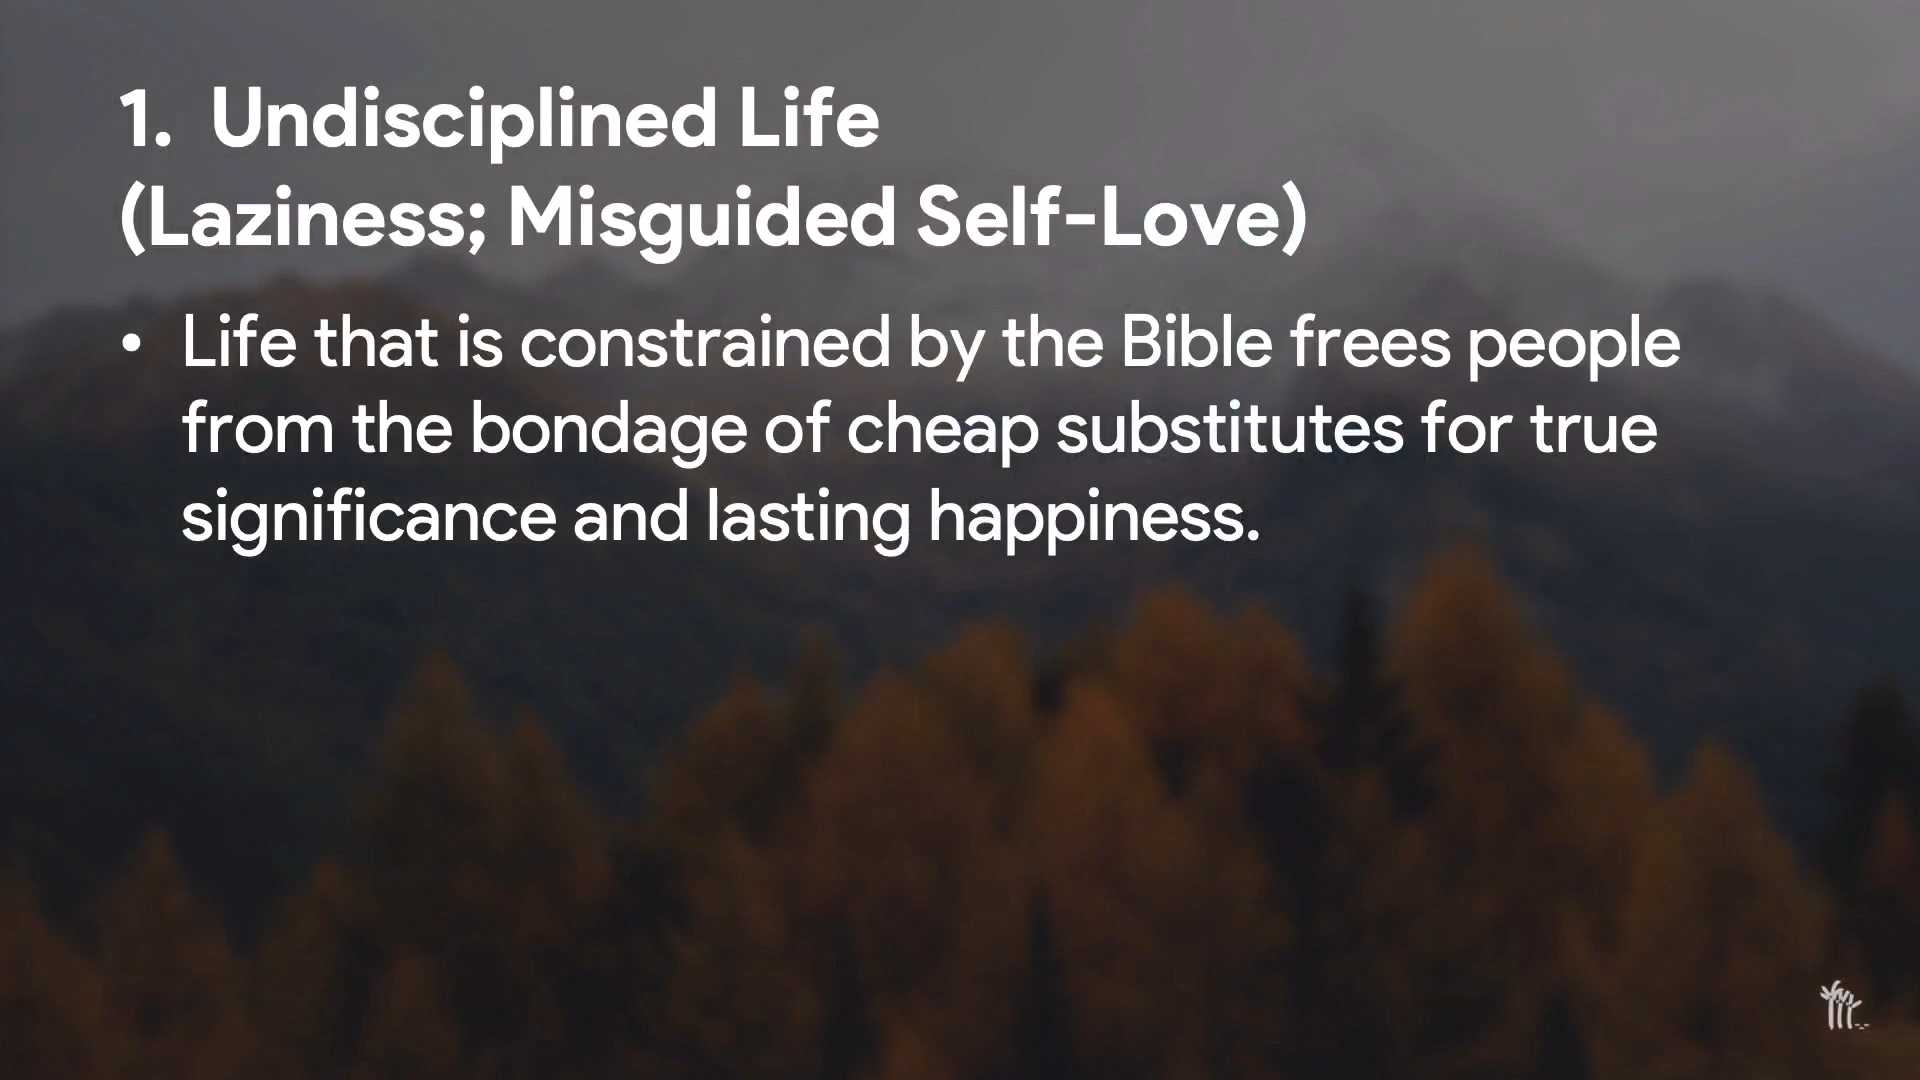 1. Undisciplined Life
(Laziness; Misguided Self-Love)
• Life that is constrained by the Bible frees people
from the bondage of cheap substitutes for true
significance and lasting happiness.